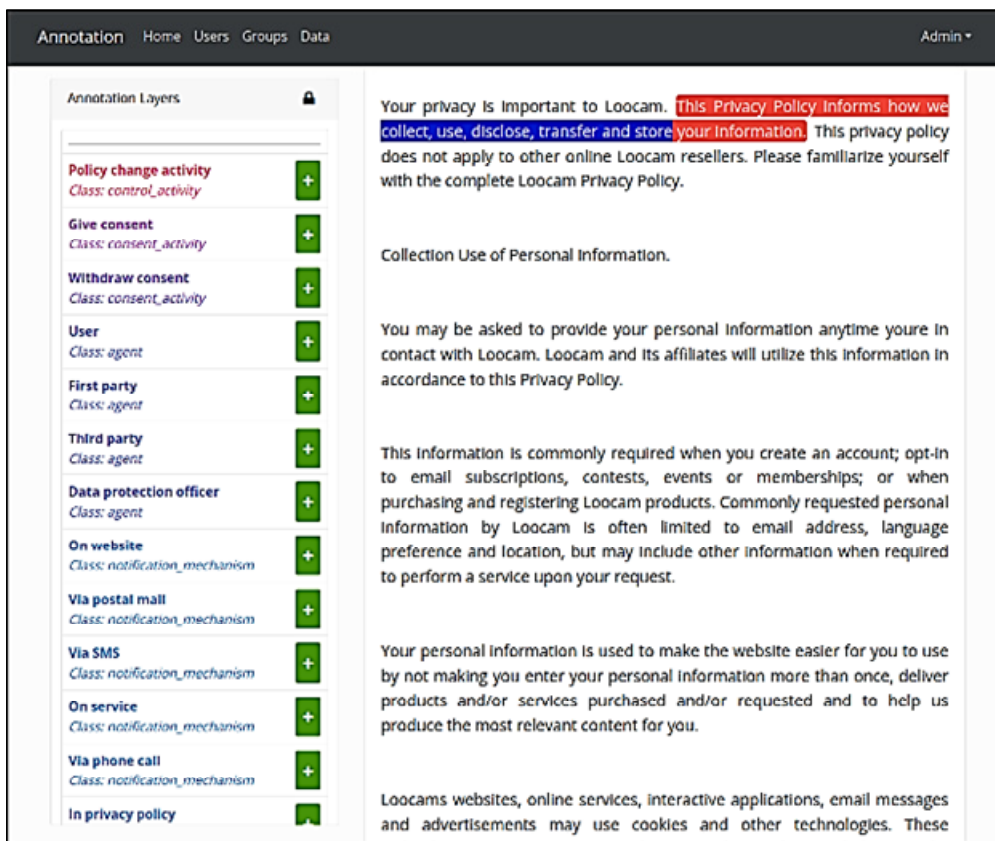 Annotation Home Users Groups Data Admin
Annotation Layers
Policy change activity
Class: control_activity
Give consent
Class: consent_activity
Withdraw consent
Class: consent_activity
User
Class: agent
First party
Class: agent
Third party
Class: agent
Data protection officer
Class: agent
On website
Class: notification_mechanism
Via postal mail
Class: notification_mechanism
Via SMS
Class: notification_mechanism
On service
Class: notification_mechanism
Via phone call
Class: notification_mechanism
In privacy policy
Your privacy is important to Loocam. This Privacy Policy informs how we
collect, use, disclose, transfer and store your information. This privacy policy
does not apply to other online Loocam resellers. Please familiarize yourself
with the complete Loocam Privacy Policy.
Collection Use of Personal Information.
You may be asked to provide your personal information anytime youre in
contact with Loocam. Loocam and its affiliates will utilize this information in
accordance to this Privacy Policy.
This information is commonly required when you create an account; opt-in
to email subscriptions, contests, events or memberships; or when
purchasing and registering Loocam products. Commonly requested personal
information by Loocam is often limited to email address, language
preference and location, but may include other information when required
to perform a service upon your request.
Your personal information is used to make the website easier for you to use
by not making you enter your personal information more than once, deliver
products and/or services purchased and/or requested and to help us
produce the most relevant content for you.
Loocams websites, online services, interactive applications, email messages
and advertisements may use cookies and other technologies. These